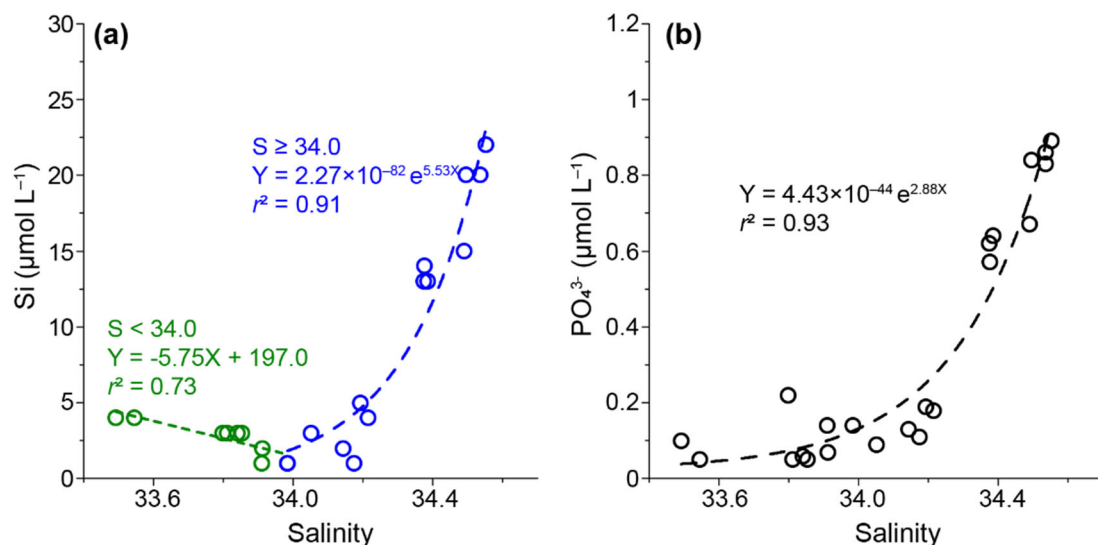 (a)
30
25
20
15
10
5
0
Si (μmol L⁻¹)
S ≥ 34.0
Y = 2.27×10⁻⁸² e⁵·⁵³ˣ
r² = 0.91
S < 34.0
Y = -5.75X + 197.0
r² = 0.73
33.6 34.0 34.4
Salinity
(b)
1.2
1
0.8
0.6
0.4
0.2
0
PO₄³⁻ (μmol L⁻¹)
Y = 4.43×10⁻⁴⁴ e²·⁸⁸ˣ
r² = 0.93
33.6 34.0 34.4
Salinity